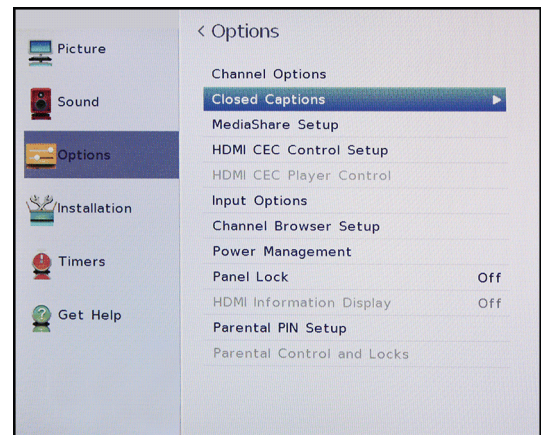 Picture
Sound
Options
Installation
Timers
Get Help
< Options
Channel Options
Closed Captions
MediaShare Setup
HDMI CEC Control Setup
HDMI CEC Player Control
Input Options
Channel Browser Setup
Power Management
Panel Lock Off
HDMI Information Display Off
Parental PIN Setup
Parental Control and Locks